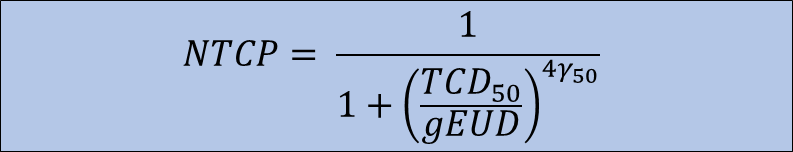 NTCP = 1 / (1 + (TCD₅₀ / gEUD)^(4γ₅₀))